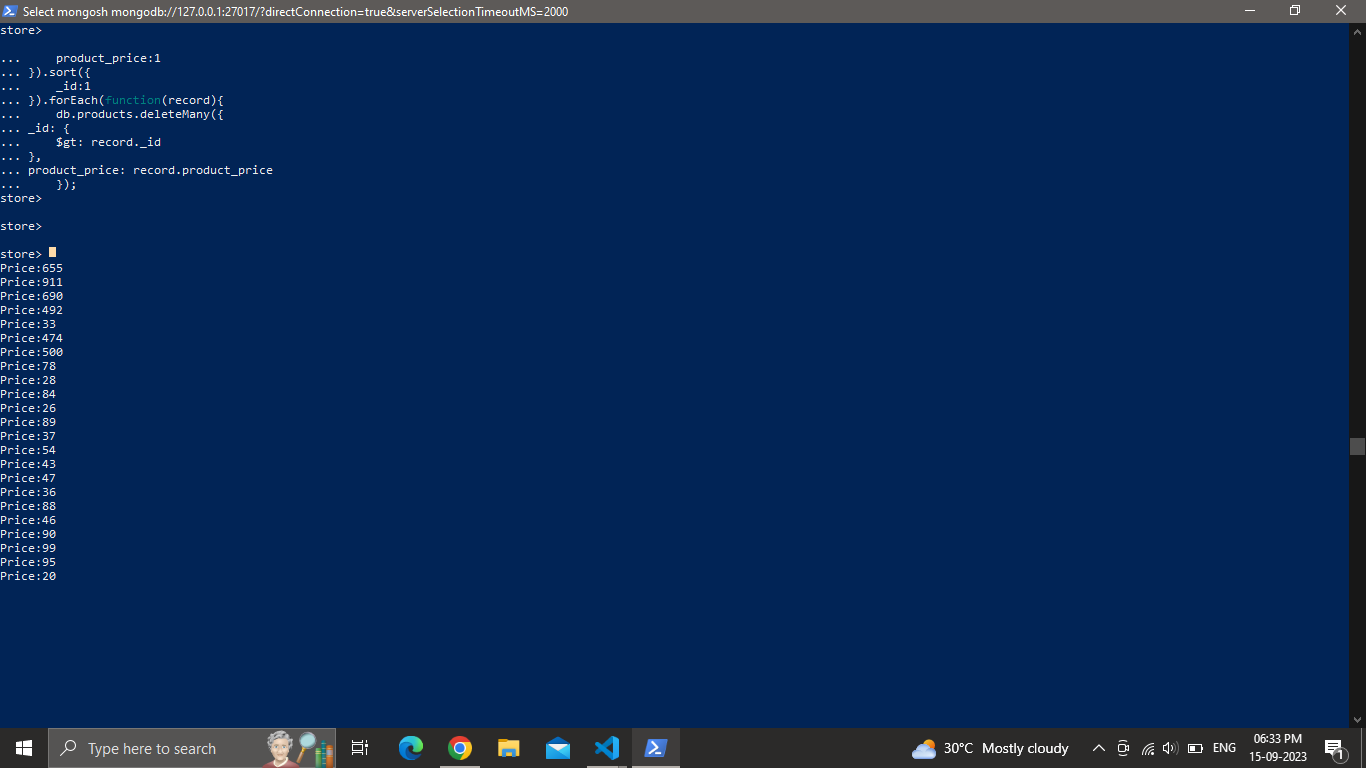 Select mongosh mongodb://127.0.0.1:27017/?directConnection=true&serverSelectionTimeoutMS=2000
store>
...     product_price:1
... }).sort({
...     _id:1
... }).forEach(function(record){
...     db.products.deleteMany({
... _id: {
...     $gt: record._id
... },
... product_price: record.product_price
...     });
store>
store>
store>
Price:655
Price:911
Price:690
Price:492
Price:33
Price:474
Price:500
Price:78
Price:28
Price:84
Price:26
Price:89
Price:37
Price:54
Price:43
Price:47
Price:36
Price:88
Price:46
Price:90
Price:99
Price:95
Price:20
Type here to search
30°C Mostly cloudy
ENG
06:33 PM
15-09-2023
1